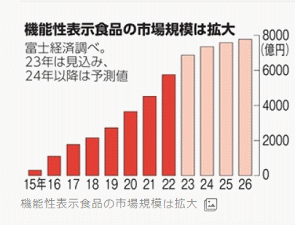 機能性表示食品の市場規模は拡大
富士経済調べ。
23年は見込み、
24年以降は予測値
8000
(億円)
6000
4000
2000
0
15年 16 17 18 19 20 21 22 23 24 25 26
機能性表示食品の市場規模は拡大